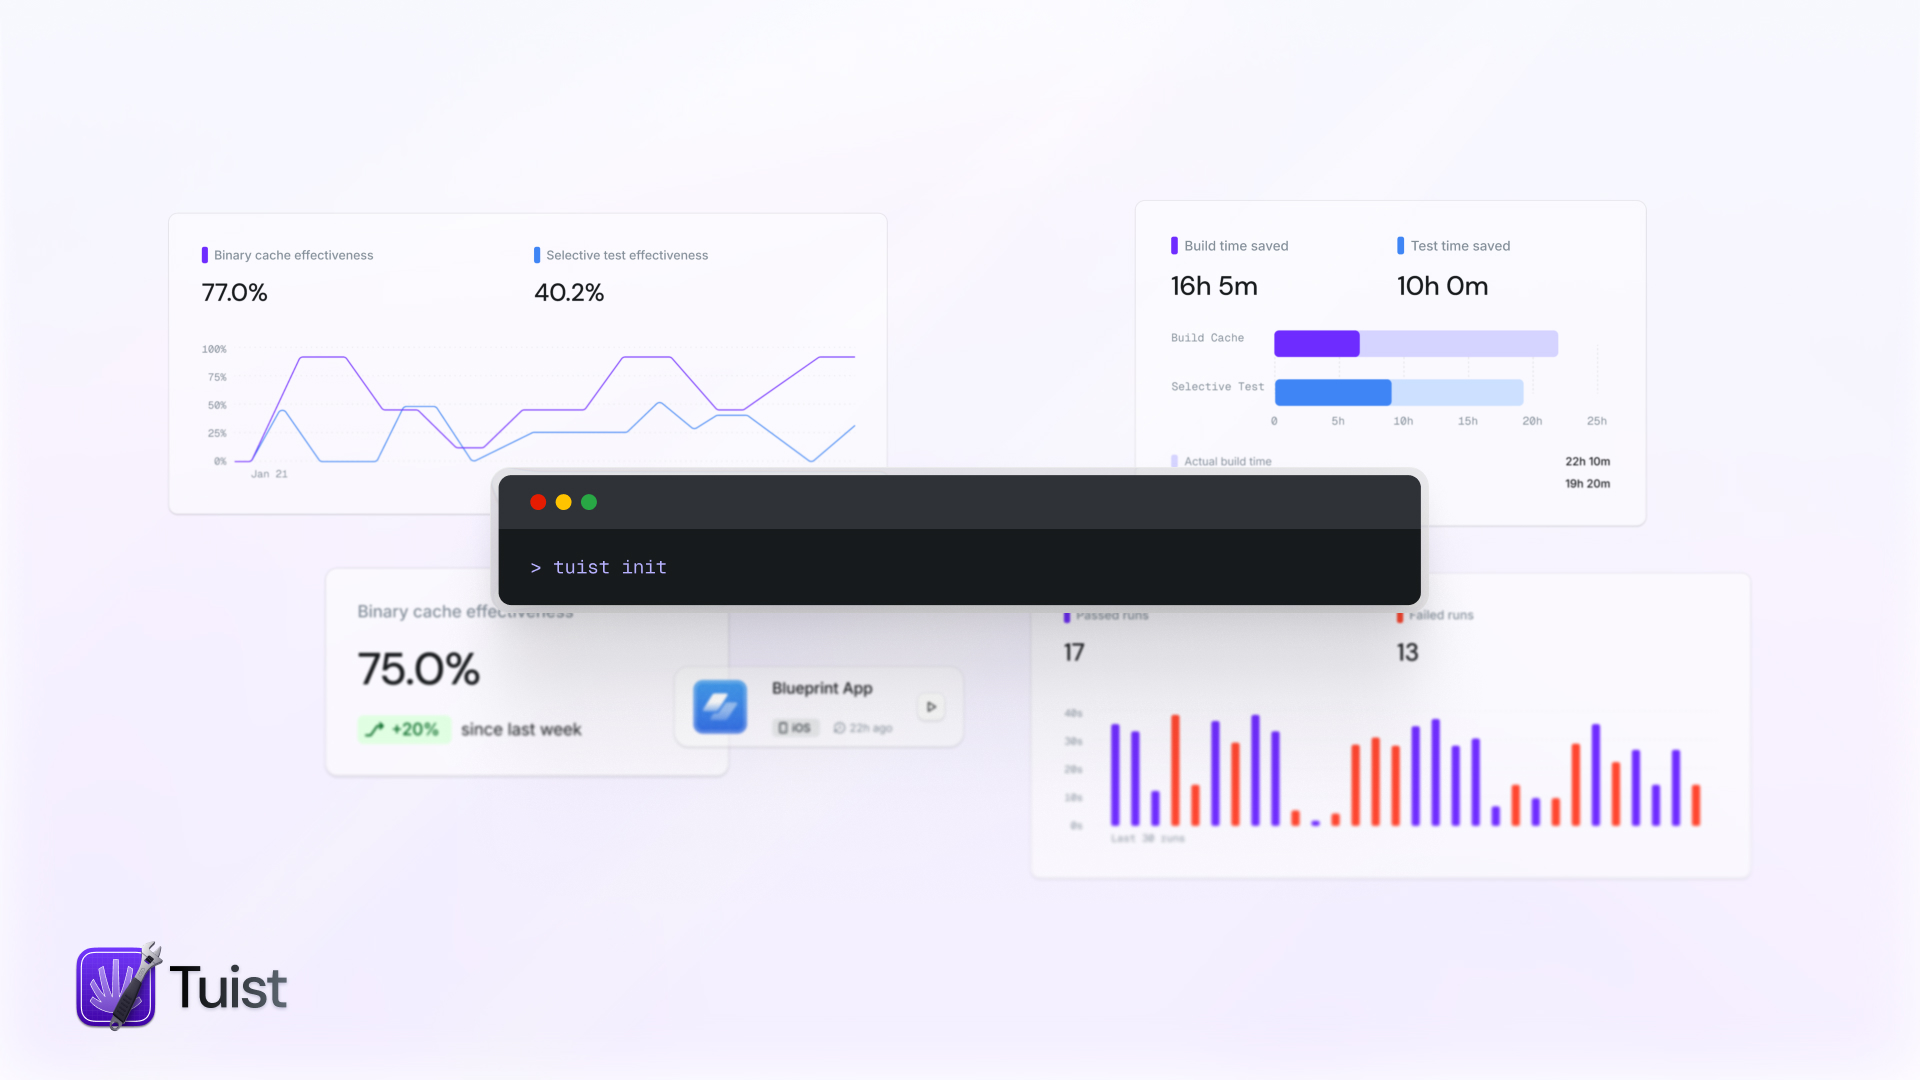 Binary cache effectiveness
77.0%
Selective test effectiveness
40.2%
100%
75%
50%
25%
0%
Jan 21
Build time saved
16h 5m
Test time saved
10h 0m
Build Cache
Selective Test
0 5h 10h 15h 20h 25h
Actual build time 22h 10m
19h 20m
> tuist init
Binary cache effectiveness
75.0%
+20% since last week
Blueprint App
iOS 22h ago
Passed runs
17
Failed runs
13
40s
30s
20s
10s
0s
Last 30 runs
Tuist